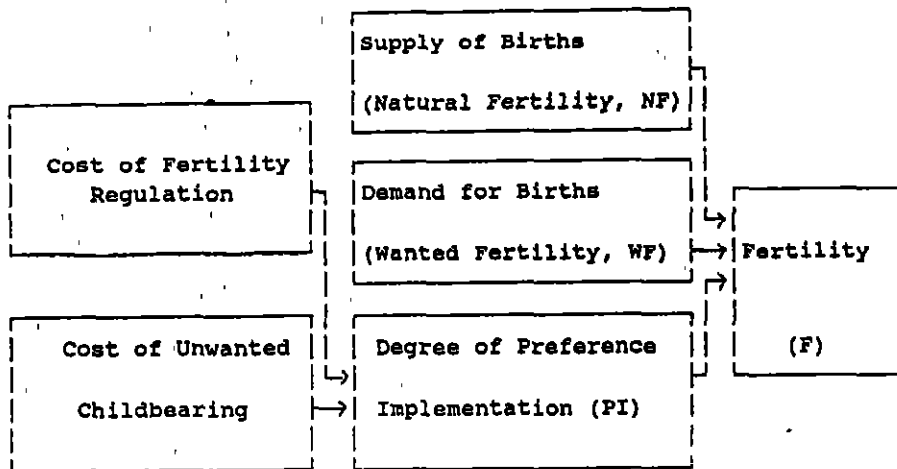 Supply of Births
(Natural Fertility, NF)
Cost of Fertility
Regulation
Demand for Births
(Wanted Fertility, WF)
Fertility
(F)
Cost of Unwanted
Childbearing
Degree of Preference
Implementation (PI)